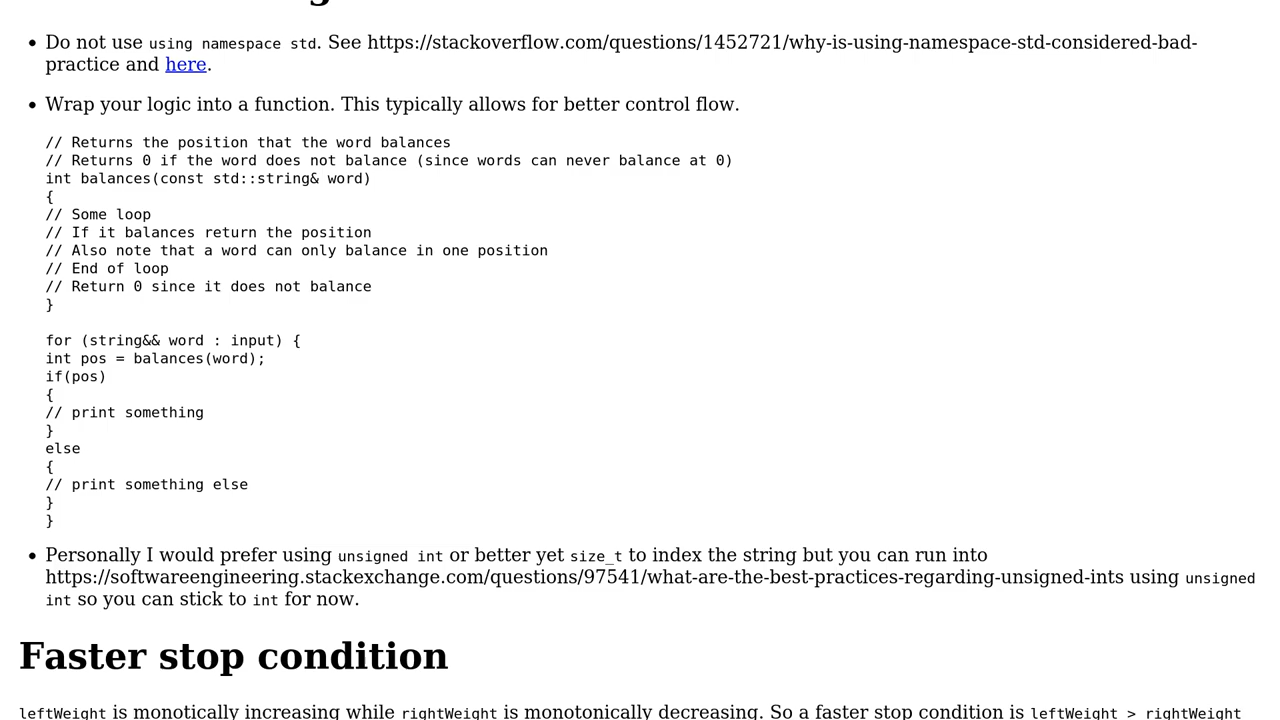 • Do not use using namespace std. See https://stackoverflow.com/questions/1452721/why-is-using-namespace-std-considered-bad-
practice and here.
• Wrap your logic into a function. This typically allows for better control flow.
// Returns the position that the word balances
// Returns 0 if the word does not balance (since words can never balance at 0)
int balances(const std::string& word)
{
// Some loop
// If it balances return the position
// Also note that a word can only balance in one position
// End of loop
// Return 0 since it does not balance
}
for (string&& word : input) {
int pos = balances(word);
if(pos)
{
// print something
}
else
{
// print something else
}
}
• Personally I would prefer using unsigned int or better yet size_t to index the string but you can run into
https://softwareengineering.stackexchange.com/questions/97541/what-are-the-best-practices-regarding-unsigned-ints using unsigned
int so you can stick to int for now.
Faster stop condition
leftWeight is monotically increasing while rightWeight is monotonically decreasing. So a faster stop condition is leftWeight > rightWeight